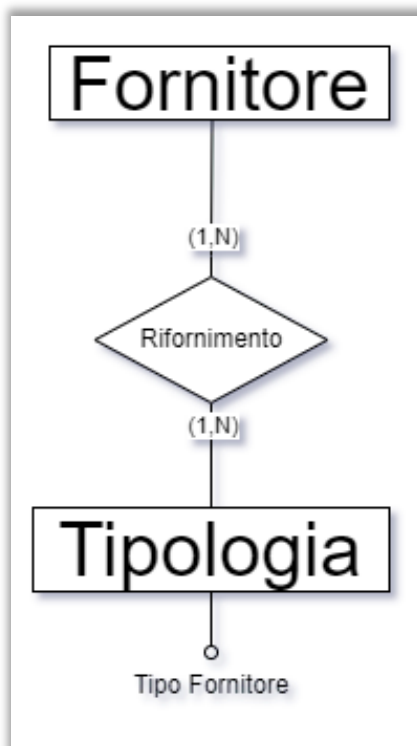 Fornitore
(1,N)
Rifornimento
(1,N)
Tipologia
Tipo Fornitore